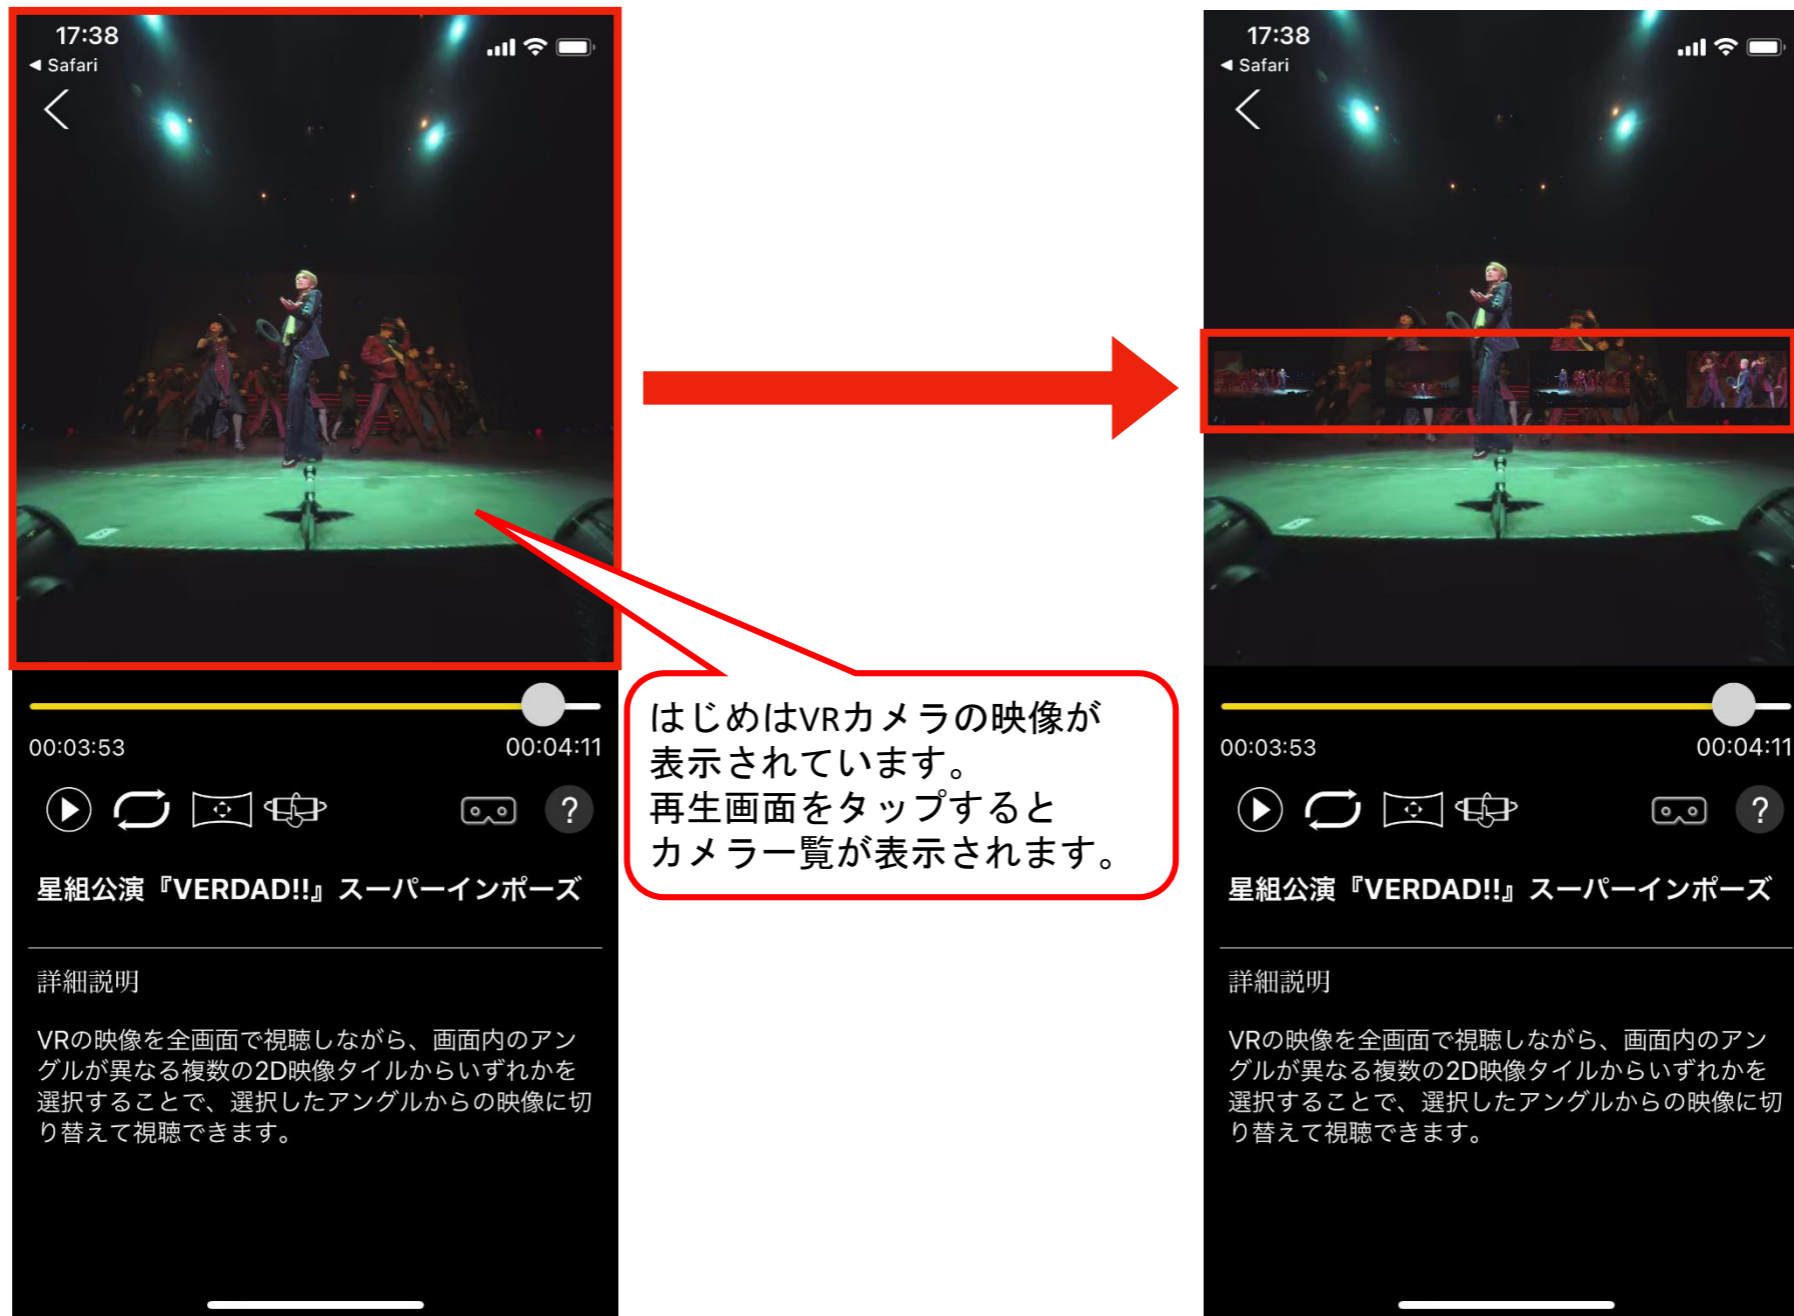 17:38
◀ Safari
00:03:53
00:04:11
?
星組公演『VERDAD!!』スーパーインポーズ
詳細説明
VRの映像を全画面で視聴しながら、画面内のアン
グルが異なる複数の2D映像タイルからいずれかを
選択することで、選択したアングルからの映像に切
り替えて視聴できます。
はじめはVRカメラの映像が
表示されています。
再生画面をタップすると
カメラ一覧が表示されます。
17:38
◀ Safari
00:03:53
00:04:11
?
星組公演『VERDAD!!』スーパーインポーズ
詳細説明
VRの映像を全画面で視聴しながら、画面内のアン
グルが異なる複数の2D映像タイルからいずれかを
選択することで、選択したアングルからの映像に切
り替えて視聴できます。